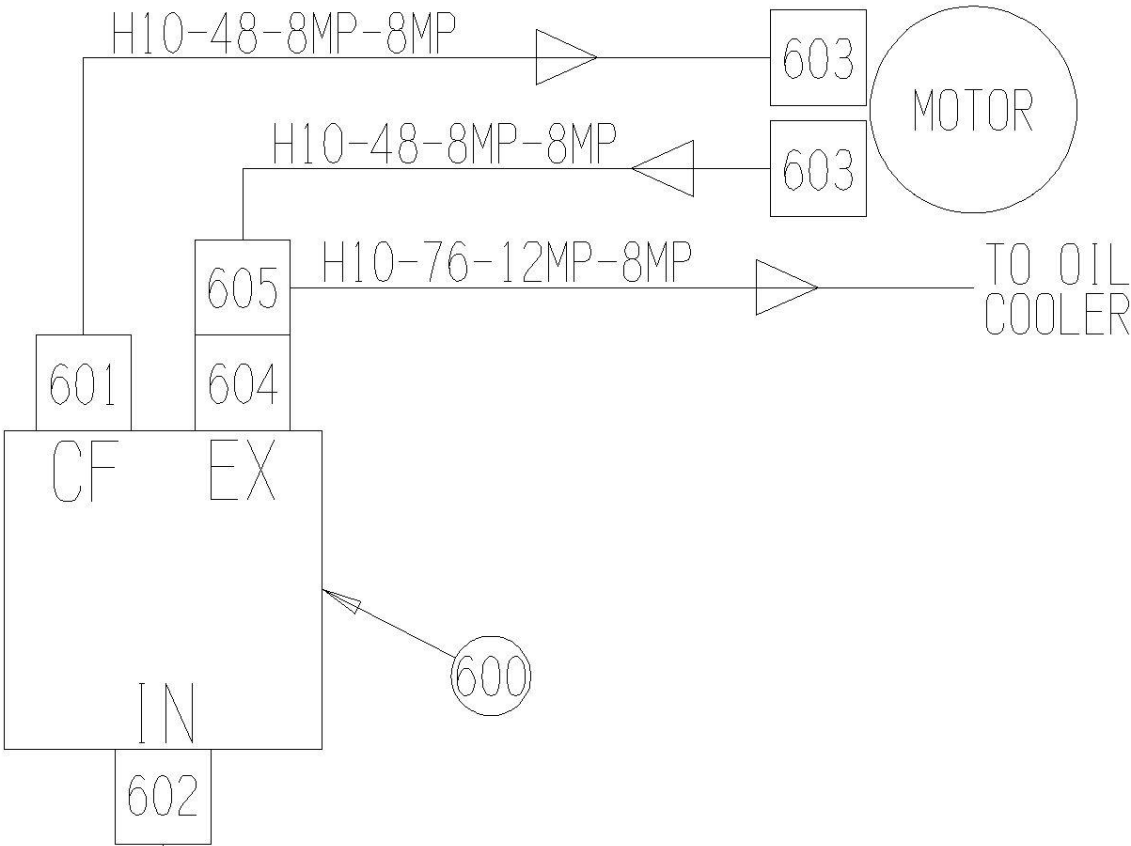 H10-48-8MP-8MP
603
MOTOR
H10-48-8MP-8MP
603
H10-76-12MP-8MP
TO OIL
COOLER
605
601
604
CF
EX
600
IN
602